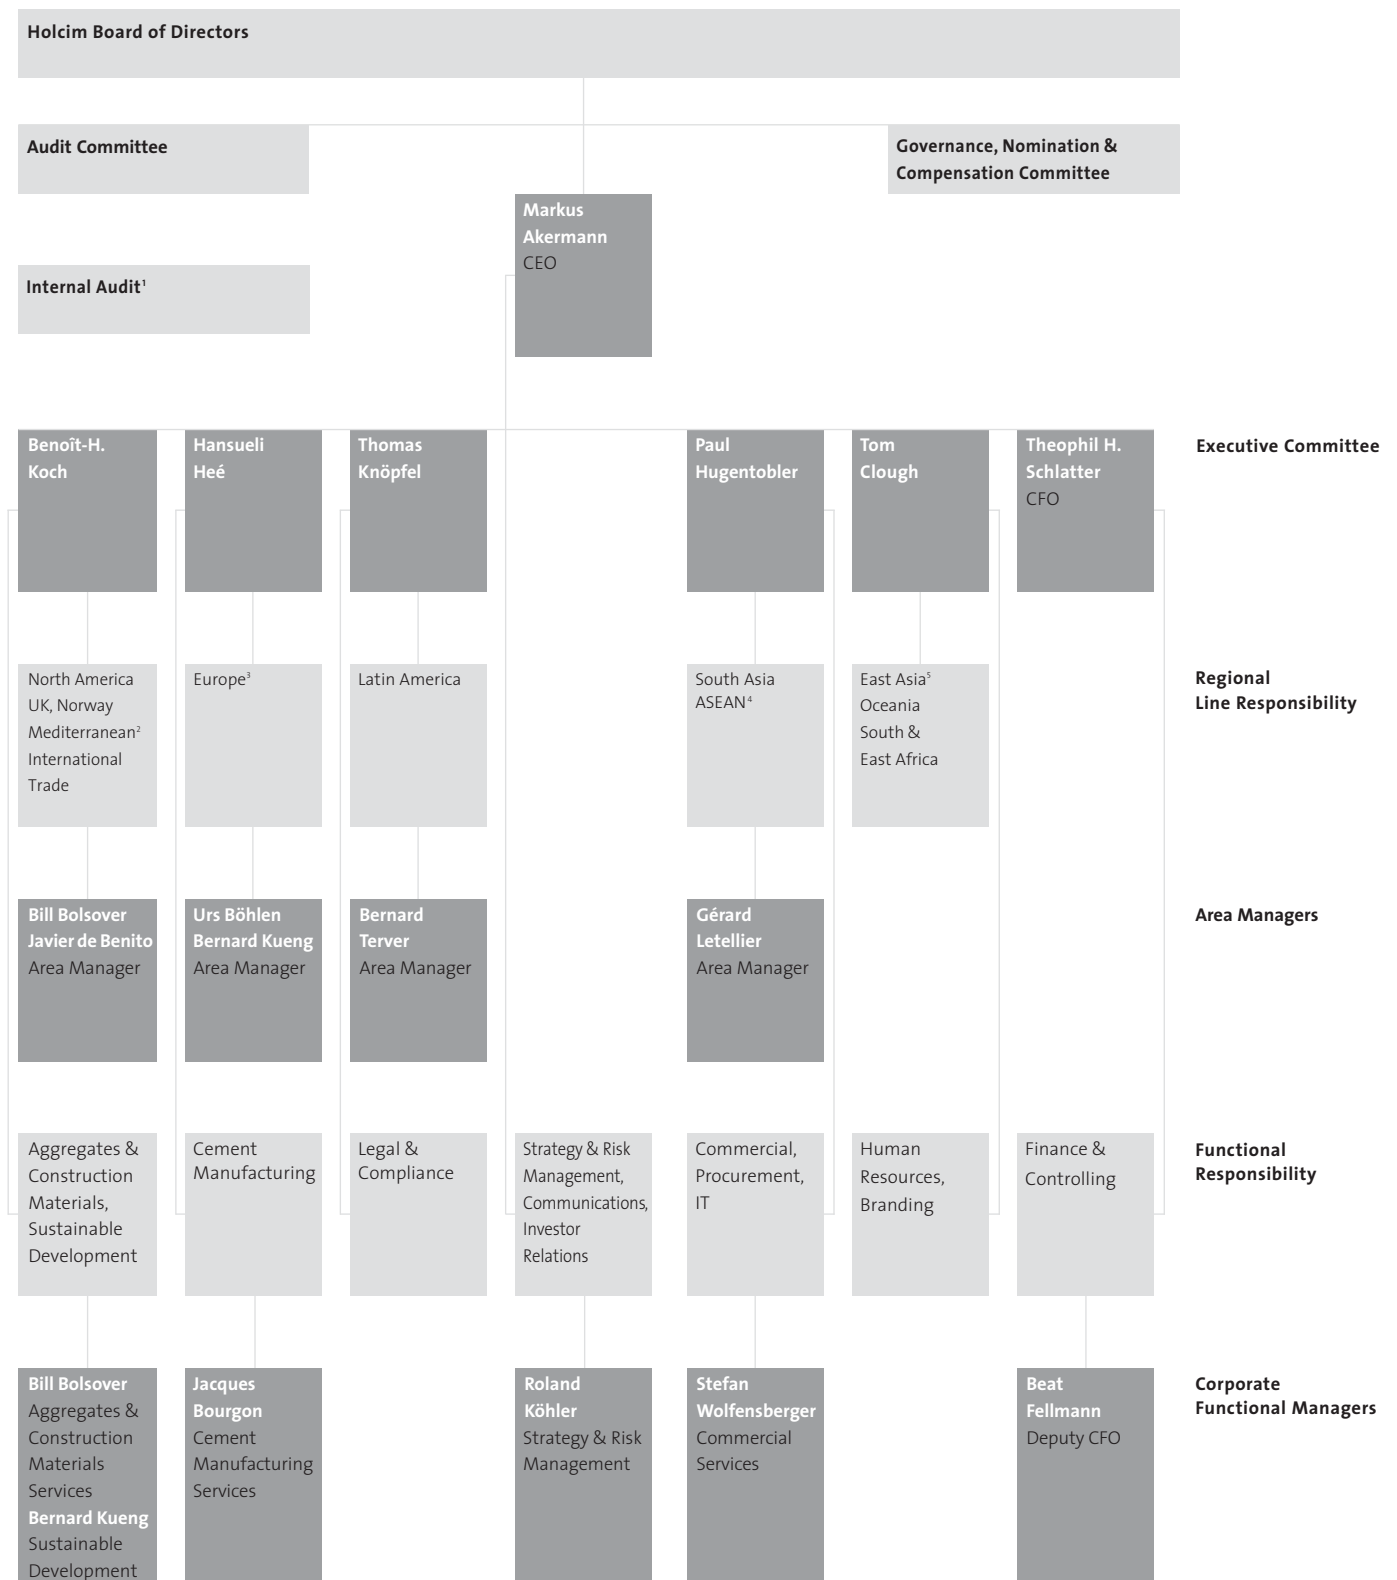 Holcim Board of Directors
Audit Committee
Governance, Nomination &
Compensation Committee
Markus
Akermann
CEO
Internal Audit¹
Benoît-H.
Koch
Hansueli
Heé
Thomas
Knöpfel
Paul
Hugentobler
Tom
Clough
Theophil H.
Schlatter
CFO
Executive Committee
North America
UK, Norway
Mediterranean²
International
Trade
Europe³
Latin America
South Asia
ASEAN⁴
East Asia⁵
Oceania
South &
East Africa
Regional
Line Responsibility
Bill Bolsover
Javier de Benito
Area Manager
Urs Böhlen
Bernard Kueng
Area Manager
Bernard
Terver
Area Manager
Gérard
Letellier
Area Manager
Area Managers
Aggregates &
Construction
Materials,
Sustainable
Development
Cement
Manufacturing
Legal &
Compliance
Strategy & Risk
Management,
Communications,
Investor
Relations
Commercial,
Procurement,
IT
Human
Resources,
Branding
Finance &
Controlling
Functional
Responsibility
Bill Bolsover
Aggregates &
Construction
Materials
Services
Bernard Kueng
Sustainable
Development
Jacques
Bourgon
Cement
Manufacturing
Services
Roland
Köhler
Strategy & Risk
Management
Stefan
Wolfensberger
Commercial
Services
Beat
Fellmann
Deputy CFO
Corporate
Functional Managers